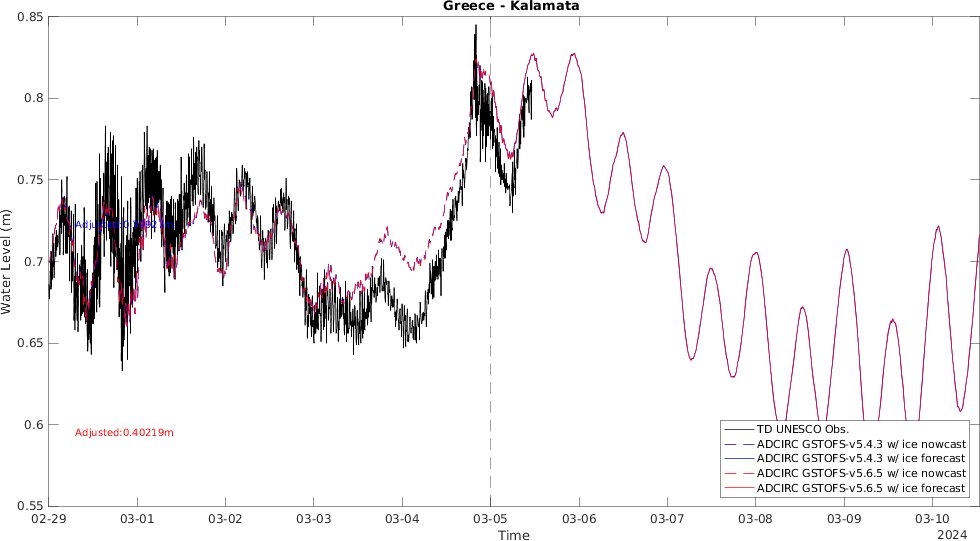 Greece - Kalamata
Water Level (m)
0.85
0.8
0.75
0.7
0.65
0.6
0.55
Adjusted:0.40219m
TD UNESCO Obs.
ADCIRC GSTOFS-v5.4.3 w/ ice nowcast
ADCIRC GSTOFS-v5.4.3 w/ ice forecast
ADCIRC GSTOFS-v5.6.5 w/ ice nowcast
ADCIRC GSTOFS-v5.6.5 w/ ice forecast
02-29 03-01 03-02 03-03 03-04 03-05 03-06 03-07 03-08 03-09 03-10
Time
2024